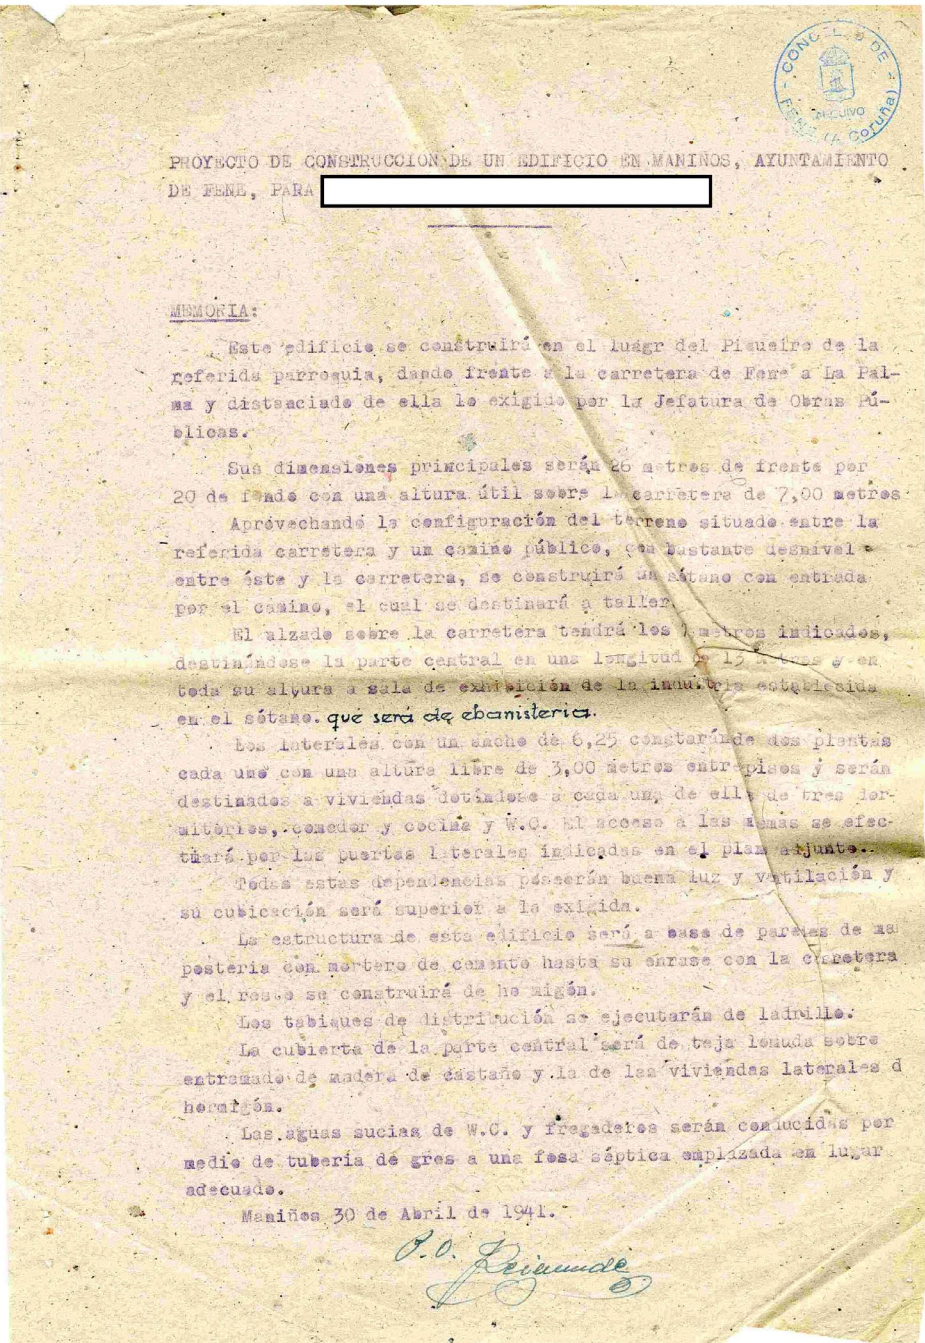 CONCELLO DE
FENE (A Coruña)
ARCHIVO
PROYECTO DE CONSTRUCCION DE UN EDIFICIO EN MANIÑOS, AYUNTAMIENTO
DE FENE, PARA
MEMORIA:
Este edificio se construirá en el luagr del Piqueiro de la
referida parroquia, dando frente a la carretera de Fene a La Pal-
ma y distanciado de ella lo exigido por la Jefatura de Obras Pú-
blicas.
Sus dimensiones principales serán 26 metros de frente por
20 de fondo con una altura útil sobre la carretera de 7,00 metros
Aprovechando la configuración del terreno situado entre la
referida carretera y un camino público, con bastante desnivel
entre éste y la carretera, se construirá un sótano con entrada
por el camino, el cual se destinará a taller.
El alzado sobre la carretera tendrá los 7 metros indicados,
destinándose la parte central en una longitud de 13 metros y en
toda su altura a sala de exhibición de la industria establesida
en el sótano. que será de ebanistería.
Los laterales con un ancho de 6,25 constaránde dos plantas
cada uno con una altura libre de 3,00 metros entrepisos y serán
destinados a viviendas dotándose a cada una de ella de tres dor-
mitorios, comedor y cocina y W.C. El acceso a las mimas se efec-
tuará por las puertas laterales indicadas en el plam adjunto.
Todas estas dependencias poseerán buena luz y ventilación y
su cubicación será superior a la exigida.
La estructura de esta edificio será a base de paredes de ma
posteria con mortero de cemento hasta su enrase con la carretera
y el resto se construirá de hormigón.
Los tabiques de distribución se ejecutarán de ladrillo.
La cubierta de la parte central será de teja lomuda sobre
entramado de madera de castaño y la de las viviendas laterales d
hormigón.
Las aguas sucias de W.C. y fregaderos serán conducidas por
medio de tuberia de gres a una fosa séptica emplazada en lugar
adecuado.
Maniños 30 de Abril de 1941.
P.O. Reimunde